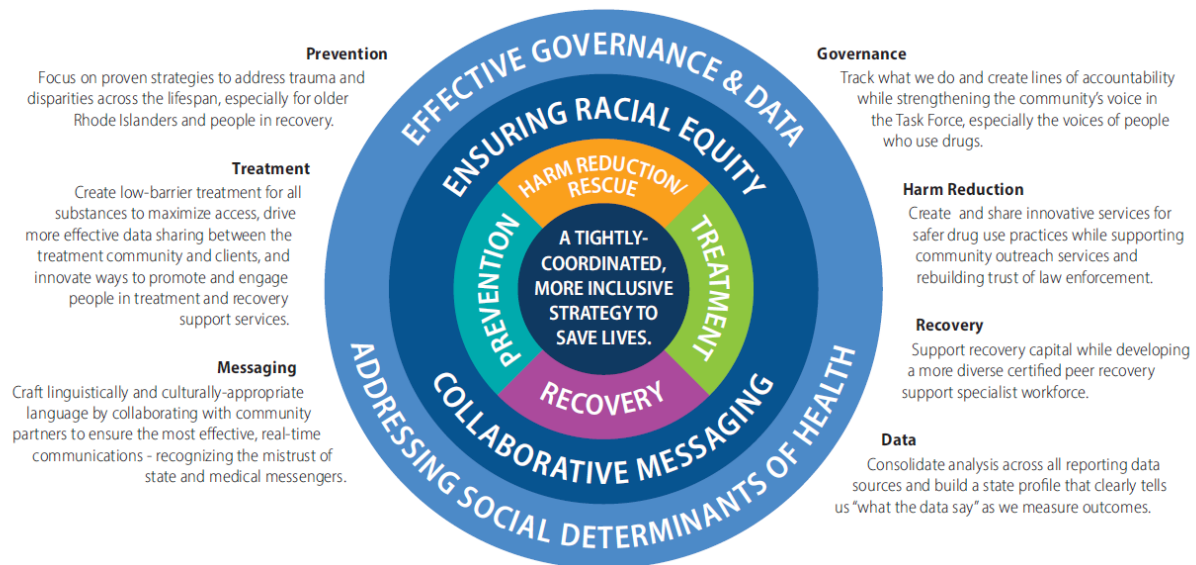 Prevention
Focus on proven strategies to address trauma and
disparities across the lifespan, especially for older
Rhode Islanders and people in recovery.
Treatment
Create low-barrier treatment for all
substances to maximize access, drive
more effective data sharing between the
treatment community and clients, and
innovate ways to promote and engage
people in treatment and recovery
support services.
Messaging
Craft linguistically and culturally-appropriate
language by collaborating with community
partners to ensure the most effective, real-time
communications - recognizing the mistrust of
state and medical messengers.
EFFECTIVE GOVERNANCE & DATA
ENSURING RACIAL EQUITY
HARM REDUCTION/
RESCUE
PREVENTION
TREATMENT
A TIGHTLY-
COORDINATED,
MORE INCLUSIVE
STRATEGY TO
SAVE LIVES.
RECOVERY
COLLABORATIVE MESSAGING
ADDRESSING SOCIAL DETERMINANTS OF HEALTH
Governance
Track what we do and create lines of accountability
while strengthening the community’s voice in
the Task Force, especially the voices of people
who use drugs.
Harm Reduction
Create and share innovative services for
safer drug use practices while supporting
community outreach services and
rebuilding trust of law enforcement.
Recovery
Support recovery capital while developing
a more diverse certified peer recovery
support specialist workforce.
Data
Consolidate analysis across all reporting data
sources and build a state profile that clearly tells
us “what the data say” as we measure outcomes.